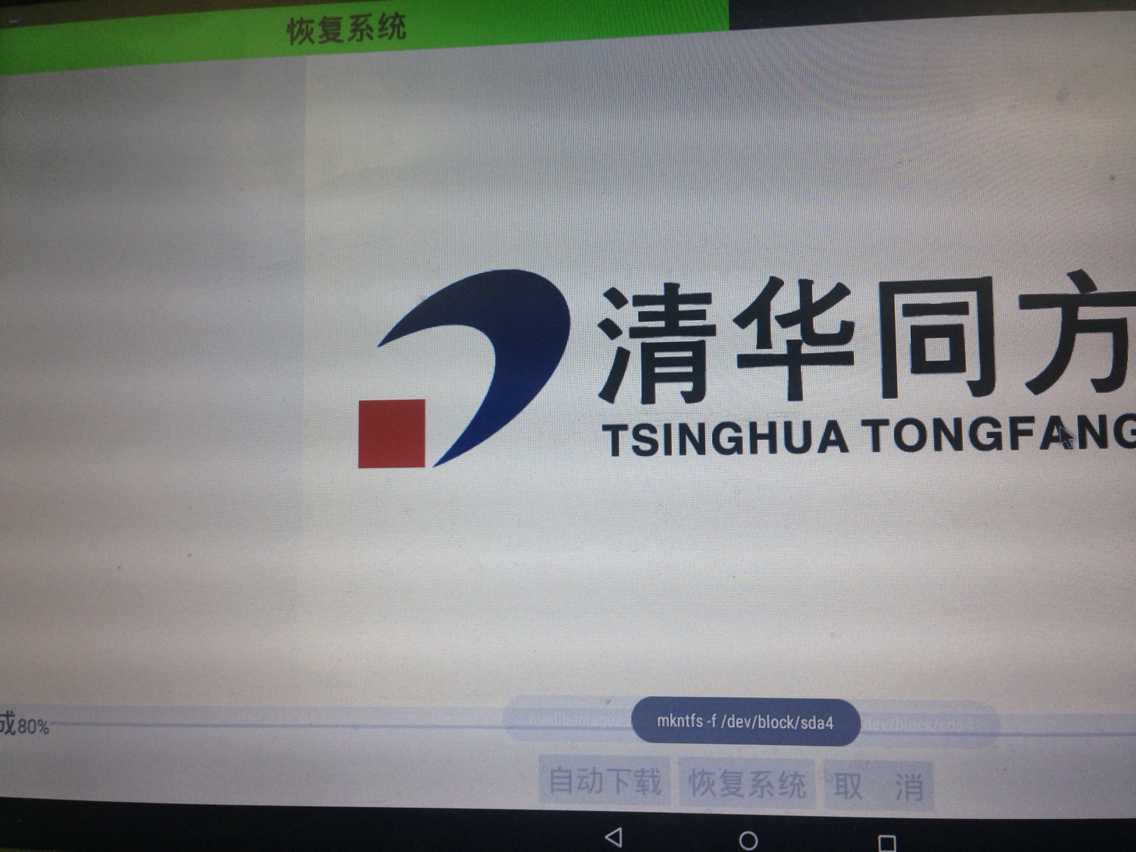 恢复系统
清华同方
TSINGHUA TONGFANG
成80%
mkntfs -f /dev/block/sda4
自动下载
恢复系统
取 消